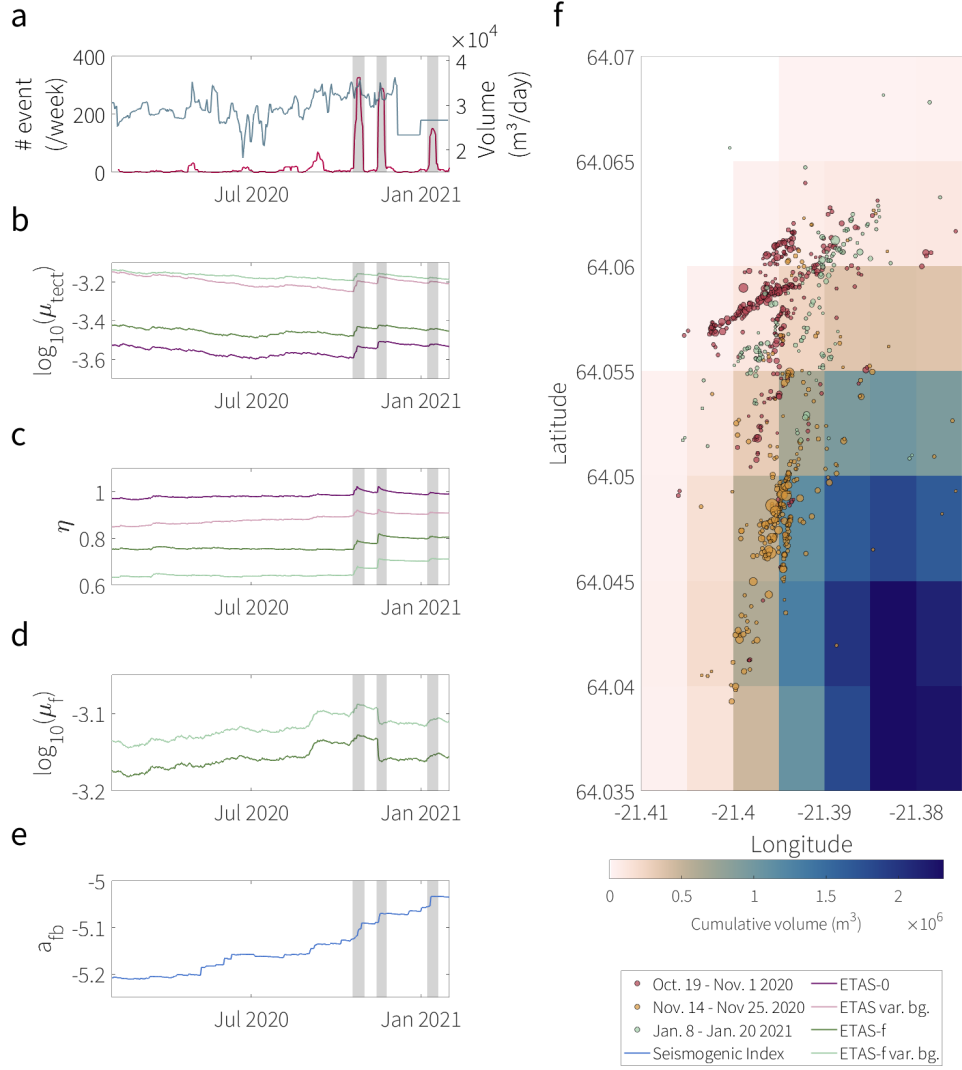 a
×10⁴
400
200
0
# event
(/week)
4
3
2
Volume
(m³/day)
Jul 2020
Jan 2021
b
-3.2
-3.4
-3.6
log₁₀(μtect)
Jul 2020
Jan 2021
c
1
0.8
0.6
η
Jul 2020
Jan 2021
d
-3.1
-3.2
log₁₀(μf)
Jul 2020
Jan 2021
e
-5
-5.1
-5.2
afb
Jul 2020
Jan 2021
f
64.07
64.065
64.06
64.055
64.05
64.045
64.04
64.035
Latitude
-21.41
-21.4
-21.39
-21.38
Longitude
0
0.5
1
1.5
2
Cumulative volume (m³)
×10⁶
Oct. 19 - Nov. 1 2020
Nov. 14 - Nov 25. 2020
Jan. 8 - Jan. 20 2021
Seismogenic Index
ETAS-0
ETAS var. bg.
ETAS-f
ETAS-f var. bg.